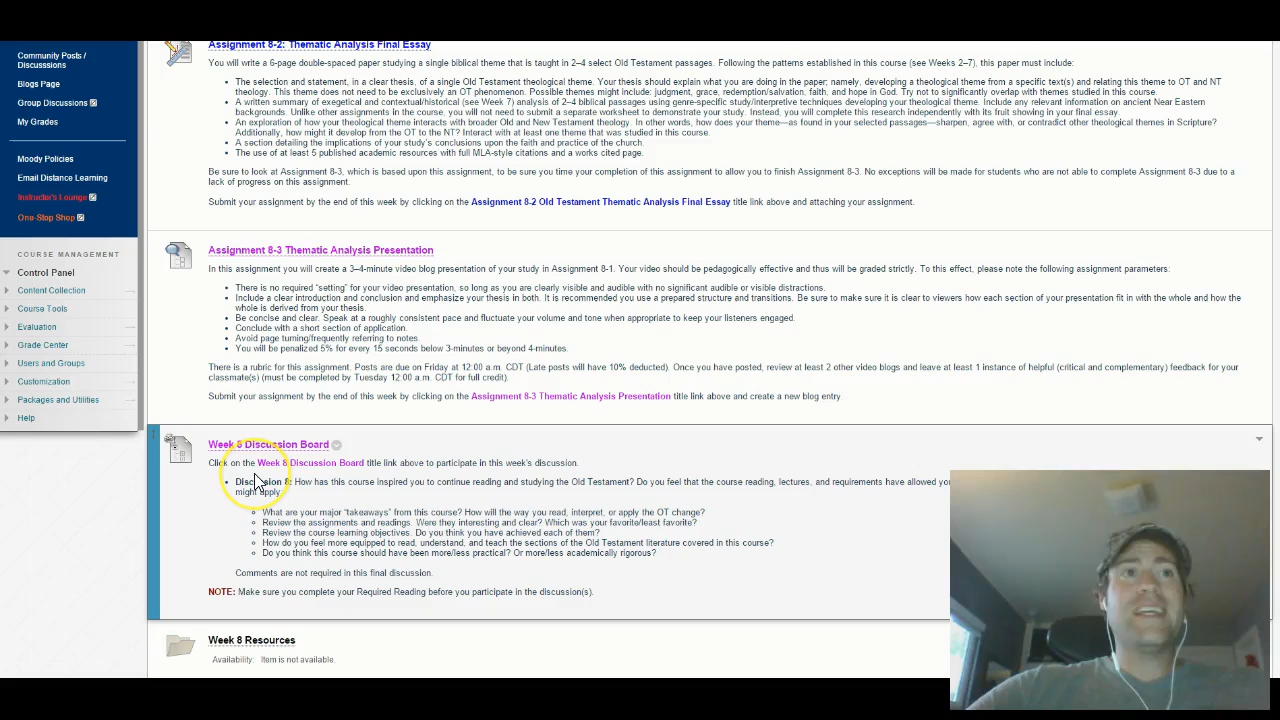 Community Posts /
Discusssions
Blogs Page
Group Discussions
My Grades
Moody Policies
Email Distance Learning
Instructor's Lounge
One-Stop Shop
COURSE MANAGEMENT
Control Panel
Content Collection
Course Tools
Evaluation
Grade Center
Users and Groups
Customization
Packages and Utilities
Help
Assignment 8-2: Thematic Analysis Final Essay
You will write a 6-page double-spaced paper studying a single biblical theme that is taught in 2–4 select Old Testament passages. Following the patterns established in this course (see Weeks 2–7), this paper must include:
The selection and statement, in a clear thesis, of a single Old Testament theological theme. Your thesis should explain what you are doing in the paper; namely, developing a theological theme from a specific text(s) and relating this theme to OT and NT
theology. This theme does not need to be exclusively an OT phenomenon. Possible themes might include: judgment, grace, redemption/salvation, faith, and hope in God. Try not to significantly overlap with themes studied in this course.
A written summary of exegetical and contextual/historical (see Week 7) analysis of 2–4 biblical passages using genre-specific study/interpretive techniques developing your theological theme. Include any relevant information on ancient Near Eastern
backgrounds. Unlike other assignments in the course, you will not need to submit a separate worksheet to demonstrate your study. Instead, you will complete this research independently with its fruit showing in your final essay.
An exploration of how your theological theme interacts with broader Old and New Testament theology. In other words, how does your theme—as found in your selected passages—sharpen, agree with, or contradict other theological themes in Scripture?
Additionally, how might it develop from the OT to the NT? Interact with at least one theme that was studied in this course.
A section detailing the implications of your study's conclusions upon the faith and practice of the church.
The use of at least 5 published academic resources with full MLA-style citations and a works cited page.
Be sure to look at Assignment 8-3, which is based upon this assignment, to be sure you time your completion of this assignment to allow you to finish Assignment 8-3. No exceptions will be made for students who are not able to complete Assignment 8-3 due to a
lack of progress on this assignment.
Submit your assignment by the end of this week by clicking on the Assignment 8-2 Old Testament Thematic Analysis Final Essay title link above and attaching your assignment.
Assignment 8-3 Thematic Analysis Presentation
In this assignment you will create a 3–4-minute video blog presentation of your study in Assignment 8-1. Your video should be pedagogically effective and thus will be graded strictly. To this effect, please note the following assignment parameters:
There is no required “setting” for your video presentation, so long as you are clearly visible and audible with no significant audible or visible distractions.
Include a clear introduction and conclusion and emphasize your thesis in both. It is recommended you use a prepared structure and transitions. Be sure to make sure it is clear to viewers how each section of your presentation fit in with the whole and how the
whole is derived from your thesis.
Be concise and clear. Speak at a roughly consistent pace and fluctuate your volume and tone when appropriate to keep your listeners engaged.
Conclude with a short section of application.
Avoid page turning/frequently referring to notes.
You will be penalized 5% for every 15 seconds below 3-minutes or beyond 4-minutes.
There is a rubric for this assignment. Posts are due on Friday at 12:00 a.m. CDT (Late posts will have 10% deducted). Once you have posted, review at least 2 other video blogs and leave at least 1 instance of helpful (critical and complementary) feedback for your
classmate(s) (must be completed by Tuesday 12:00 a.m. CDT for full credit).
Submit your assignment by the end of this week by clicking on the Assignment 8-3 Thematic Analysis Presentation title link above and create a new blog entry.
Week 8 Discussion Board
Click on the Week 8 Discussion Board title link above to participate in this week's discussion.
Discussion 8: How has this course inspired you to continue reading and studying the Old Testament? Do you feel that the course reading, lectures, and requirements have allowed you
might apply:
What are your major “takeaways” from this course? How will the way you read, interpret, or apply the OT change?
Review the assignments and readings. Were they interesting and clear? Which was your favorite/least favorite?
Review the course learning objectives. Do you think you have achieved each of them?
How do you feel more equipped to read, understand, and teach the sections of the Old Testament literature covered in this course?
Do you think this course should have been more/less practical? Or more/less academically rigorous?
Comments are not required in this final discussion.
NOTE: Make sure you complete your Required Reading before you participate in the discussion(s).
Week 8 Resources
Availability: Item is not available.